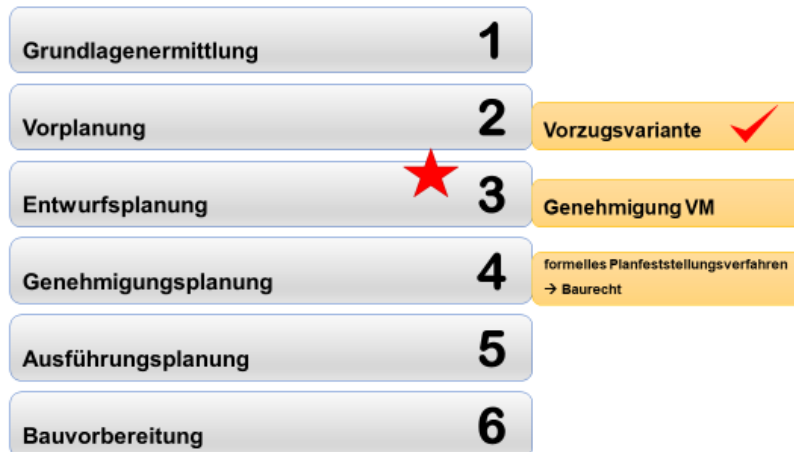 Grundlagenermittlung 1
Vorplanung 2
Vorzugsvariante
Entwurfsplanung 3
Genehmigung VM
Genehmigungsplanung 4
formelles Planfeststellungsverfahren
→ Baurecht
Ausführungsplanung 5
Bauvorbereitung 6